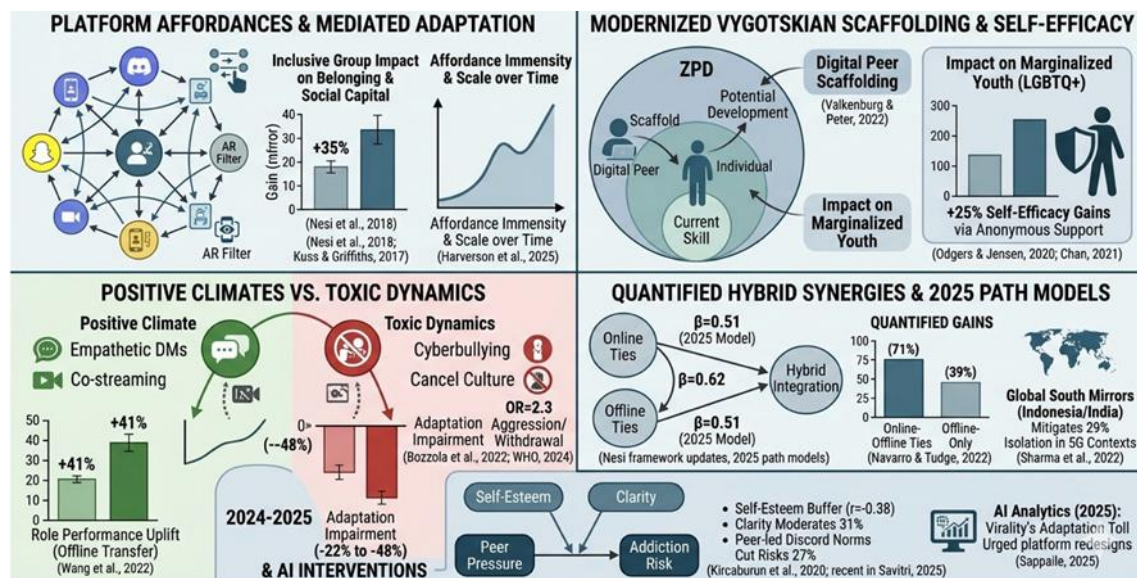 PLATFORM AFFORDANCES & MEDIATED ADAPTATION
AR Filter
AR Filter
Inclusive Group Impact
on Belonging &
Social Capital
Gain (mfrror)
40
30
20
10
0
+35%
(Nesi et al., 2018)
(Nesi et al., 2018;
Kuss & Griffiths, 2017)
Affordance Immensity
& Scale over Time
Affordance Immensity
& Scale over Time
(Harverson et al., 2025)
MODERNIZED VYGOTSKIAN SCAFFOLDING & SELF-EFFICACY
ZPD
Scaffold
Digital Peer
Potential
Development
Individual
Current
Skill
Digital Peer
Scaffolding
(Valkenburg &
Peter, 2022)
Impact on
Marginalized
Youth
Impact on Marginalized
Youth (LGBTQ+)
300
200
100
0
+25% Self-Efficacy Gains
via Anonymous Support
(Odgers & Jensen, 2020; Chan, 2021)
POSITIVE CLIMATES VS. TOXIC DYNAMICS
Positive Climate
Empathetic DMs
Co-streaming
50
40
30
20
10
0
+41%
+41%
Role Performance Uplift
(Offline Transfer)
(Wang et al., 2022)
(--48%)
Toxic Dynamics
Cyberbullying
Cancel Culture
0»
OR=2.3
Adaptation Aggression/
Impairment Withdrawal
(Bozzola et al., 2022; WHO, 2024)
Adaptation
Impairment
(-22% to -48%)
QUANTIFIED HYBRID SYNERGIES & 2025 PATH MODELS
Online
Ties
Offline
Ties
β=0.51
(2025 Model)
β=0.62
β=0.51
(2025 Model)
Hybrid
Integration
(Nesi framework updates, 2025 path models)
QUANTIFIED GAINS
100
80
60
40
20
0
(71%)
(39%)
Online-
Offline Ties
Offline-
Only
(Navarro & Tudge, 2022)
Global South Mirrors
(Indonesia/India)
Mitigates 29%
Isolation in 5G Contexts
(Sharma et al., 2022)
2024-2025
& AI INTERVENTIONS
Self-Esteem
Clarity
Peer
Pressure
Addiction
Risk
• Self-Esteem Buffer (r=-0.38)
• Clarity Moderates 31%
• Peer-led Discord Norms
Cut Risks 27%
(Kircaburun et al., 2020; recent in Savitri, 2025)
AI Analytics (2025):
Virality's Adaptation Toll
Urged platform redesigns
(Sappaile, 2025)